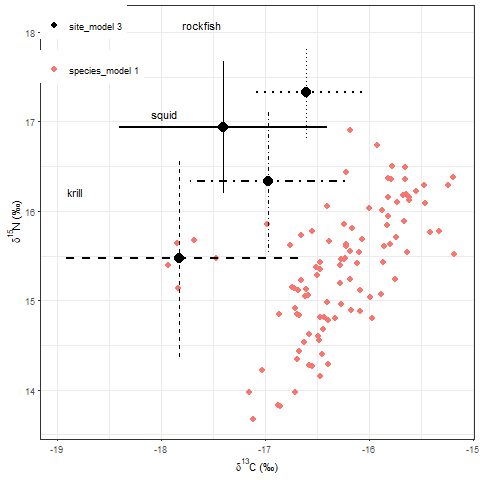 site_model 3
rockfish
species_model 1
squid
krill
18
17
16
15
14
δ15N (‰)
-19
-18
-17
-16
-15
δ13C (‰)